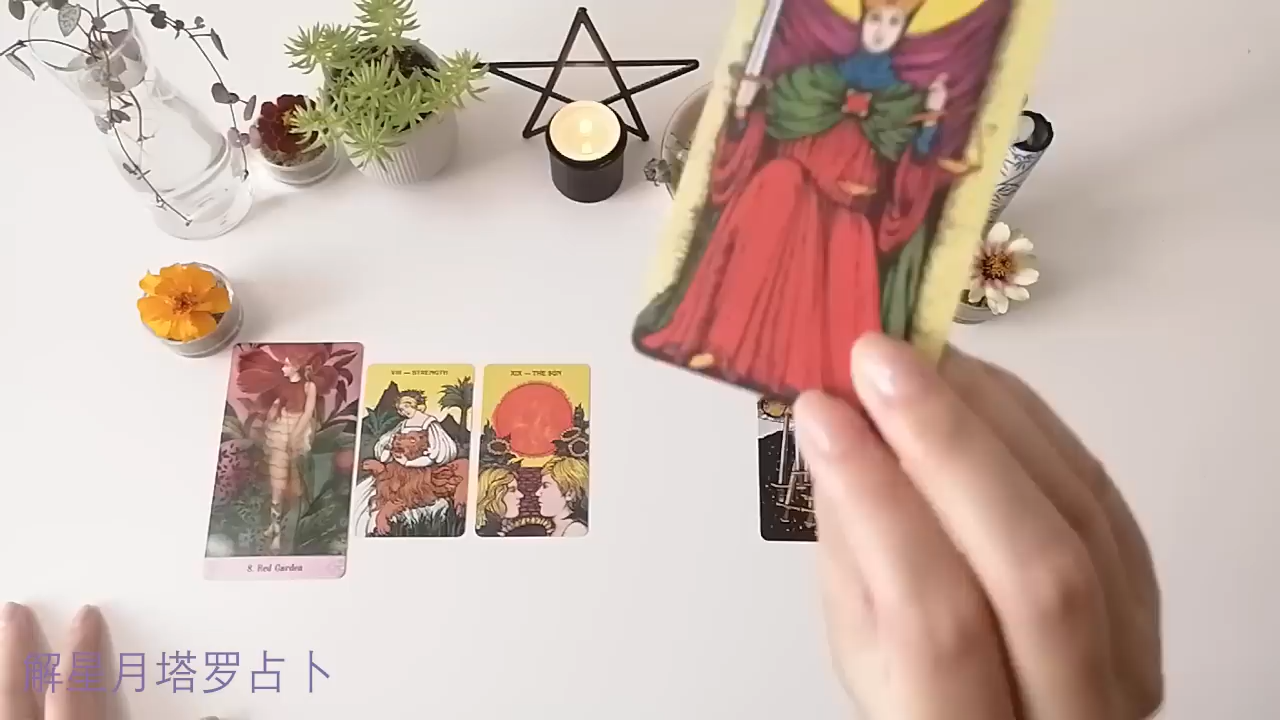 VIII — STRENGTH
XIX — THE SUN
8. Red Garden
解星月塔罗占卜